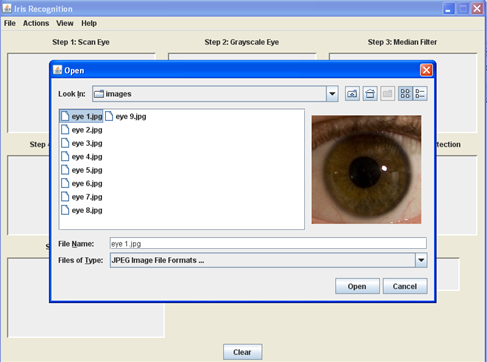 Iris Recognition
File Actions View Help
Step 1: Scan Eye Step 2: Grayscale Eye Step 3: Median Filter
Open
Look In: images
eye 1.jpg eye 9.jpg
eye 2.jpg
eye 3.jpg
eye 4.jpg
eye 5.jpg
eye 6.jpg
eye 7.jpg
eye 8.jpg
Step
tection
File Name: eye 1.jpg
Files of Type: JPEG Image File Formats ...
Open Cancel
Clear